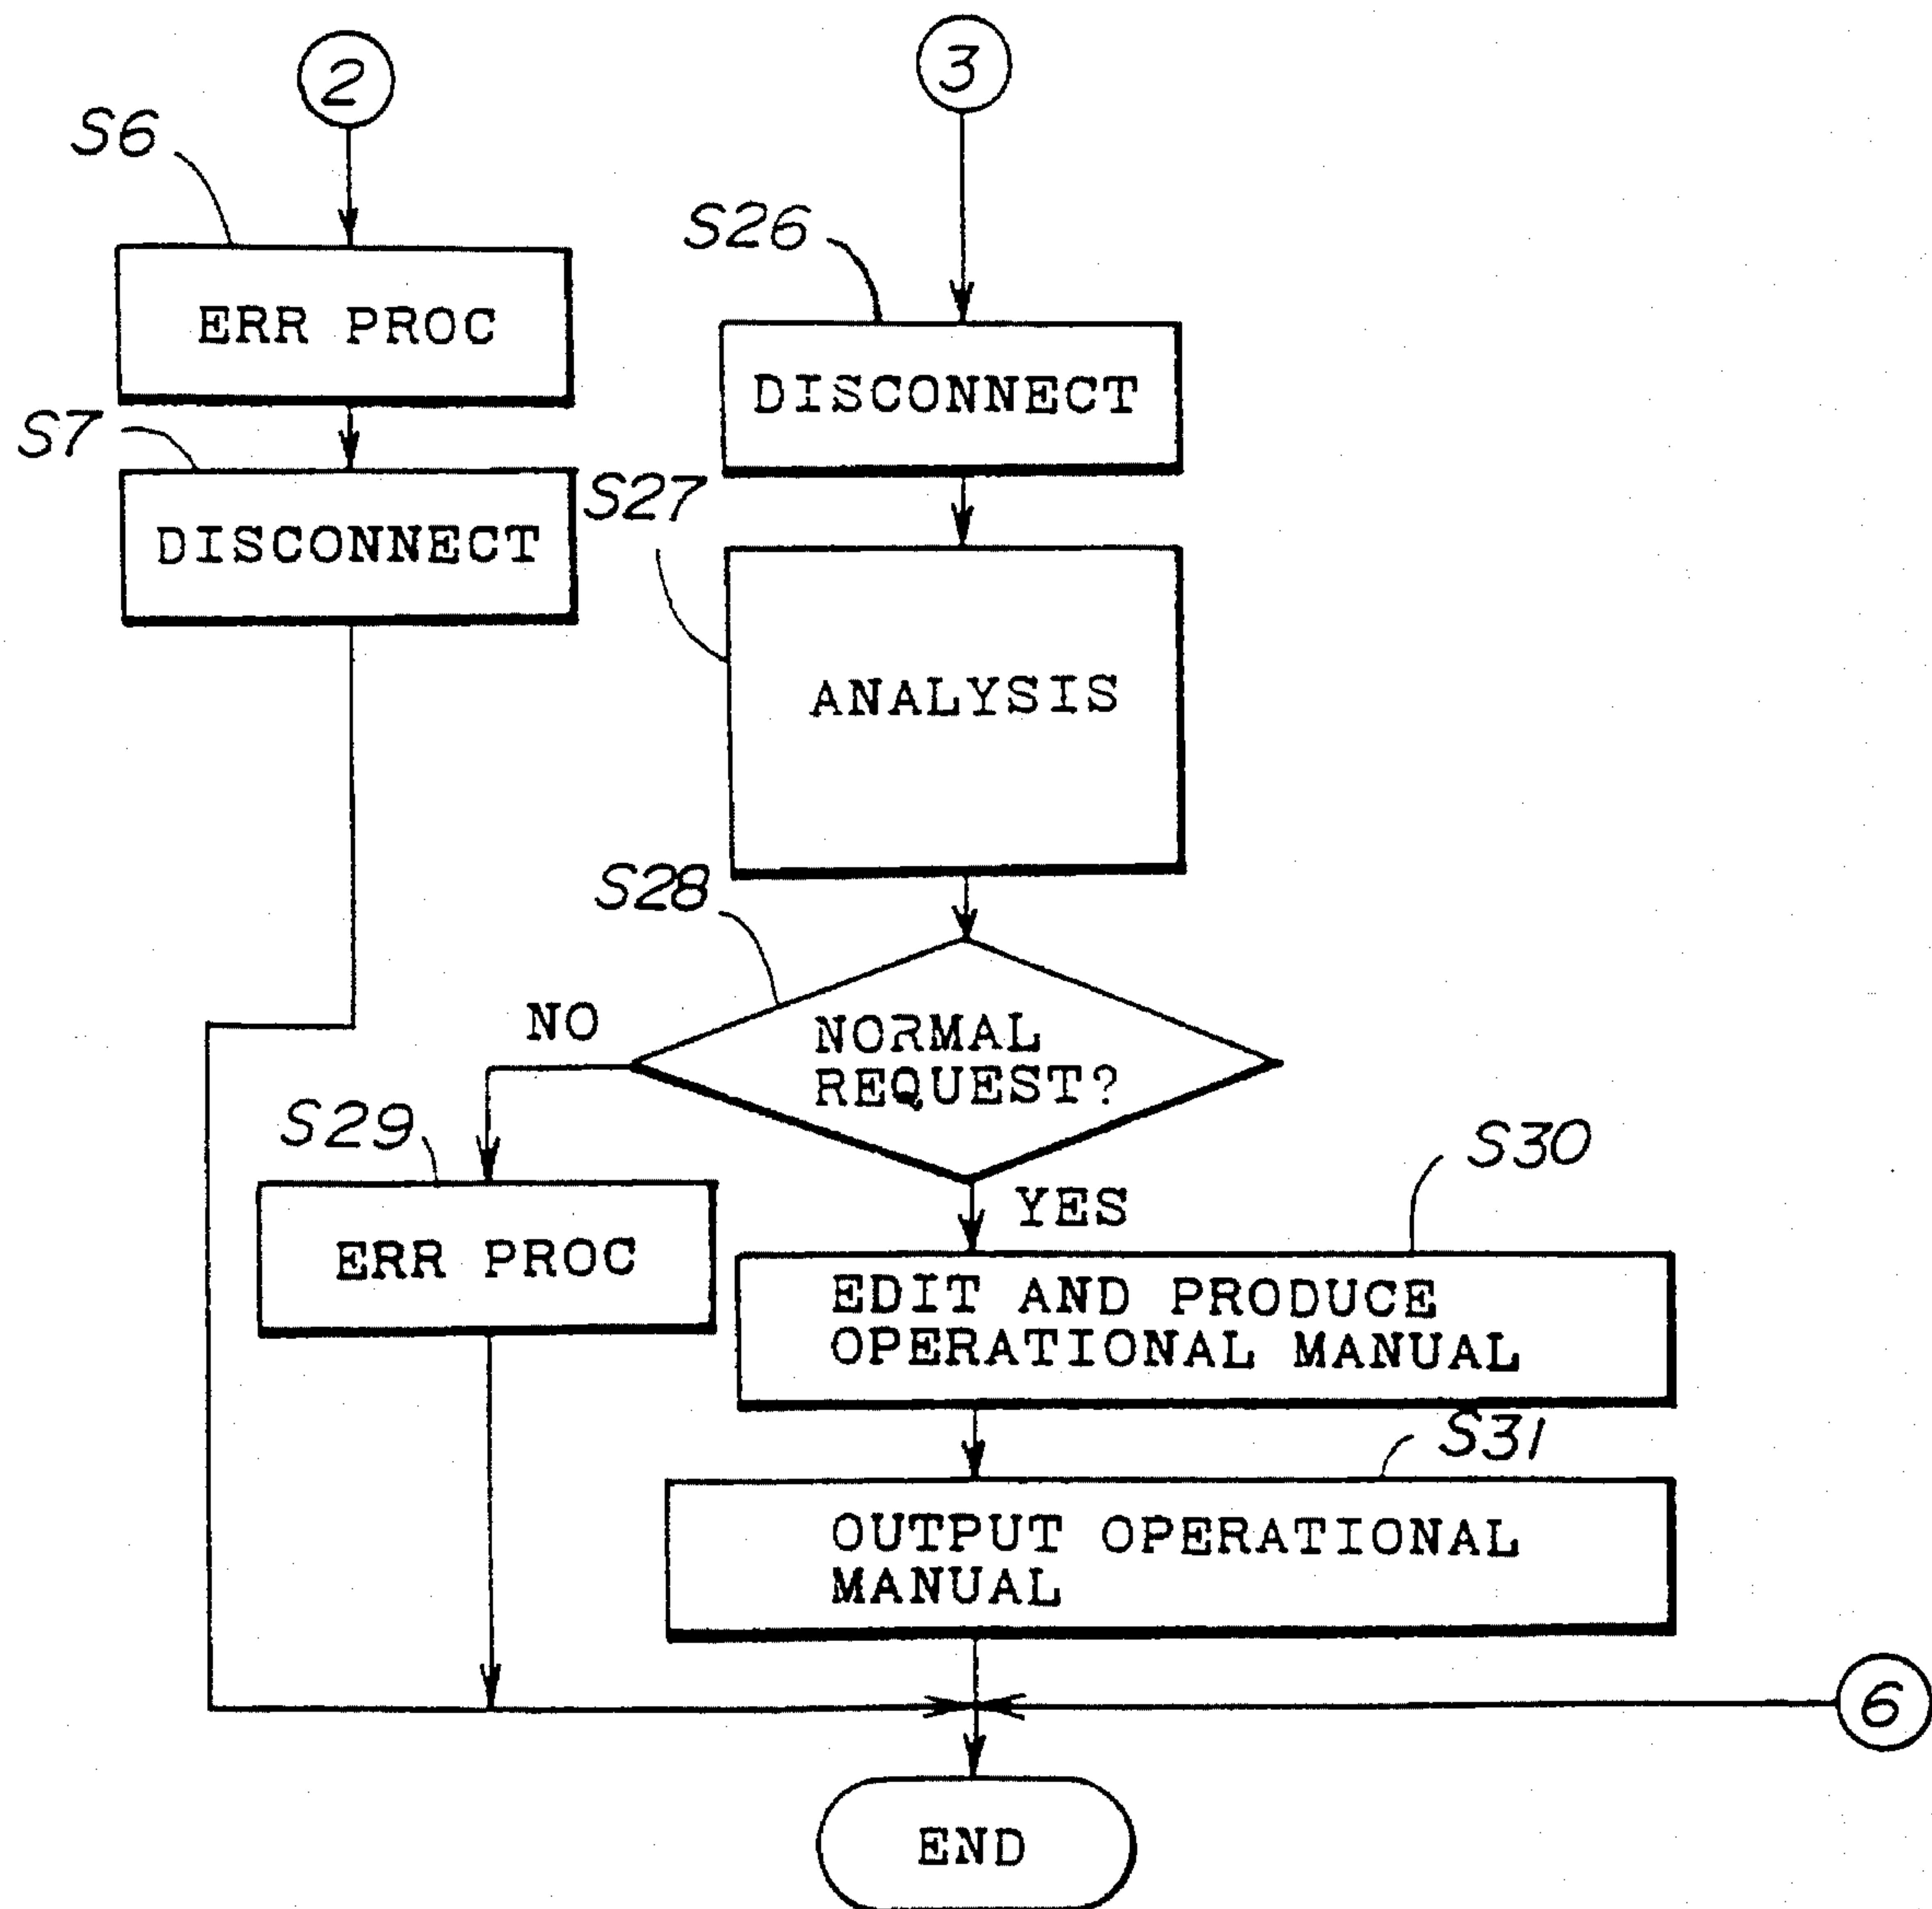 2
3
S6
S26
ERR PROC
DISCONNECT
S7
S27
DISCONNECT
ANALYSIS
S28
NO
NORMAL
REQUEST?
S29
S30
YES
ERR PROC
EDIT AND PRODUCE
OPERATIONAL MANUAL
S31
OUTPUT OPERATIONAL
MANUAL
6
END